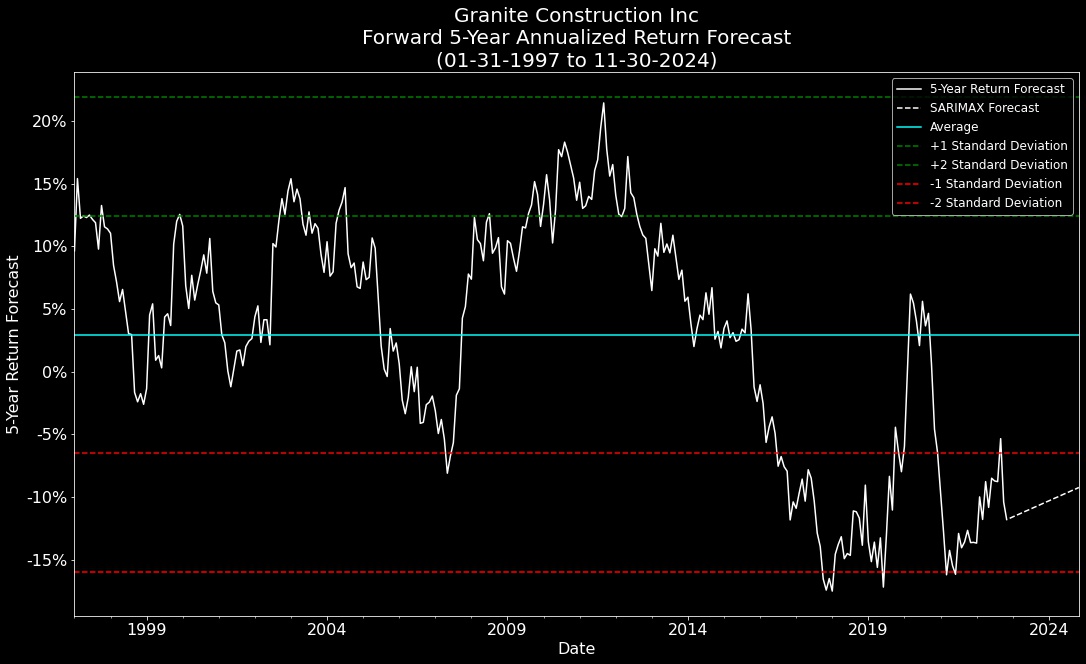 Granite Construction Inc
Forward 5-Year Annualized Return Forecast
(01-31-1997 to 11-30-2024)
5-Year Return Forecast
SARIMAX Forecast
Average
+1 Standard Deviation
+2 Standard Deviation
-1 Standard Deviation
-2 Standard Deviation
5-Year Return Forecast
20%
15%
10%
5%
0%
-5%
-10%
-15%
1999
2004
2009
2014
2019
2024
Date